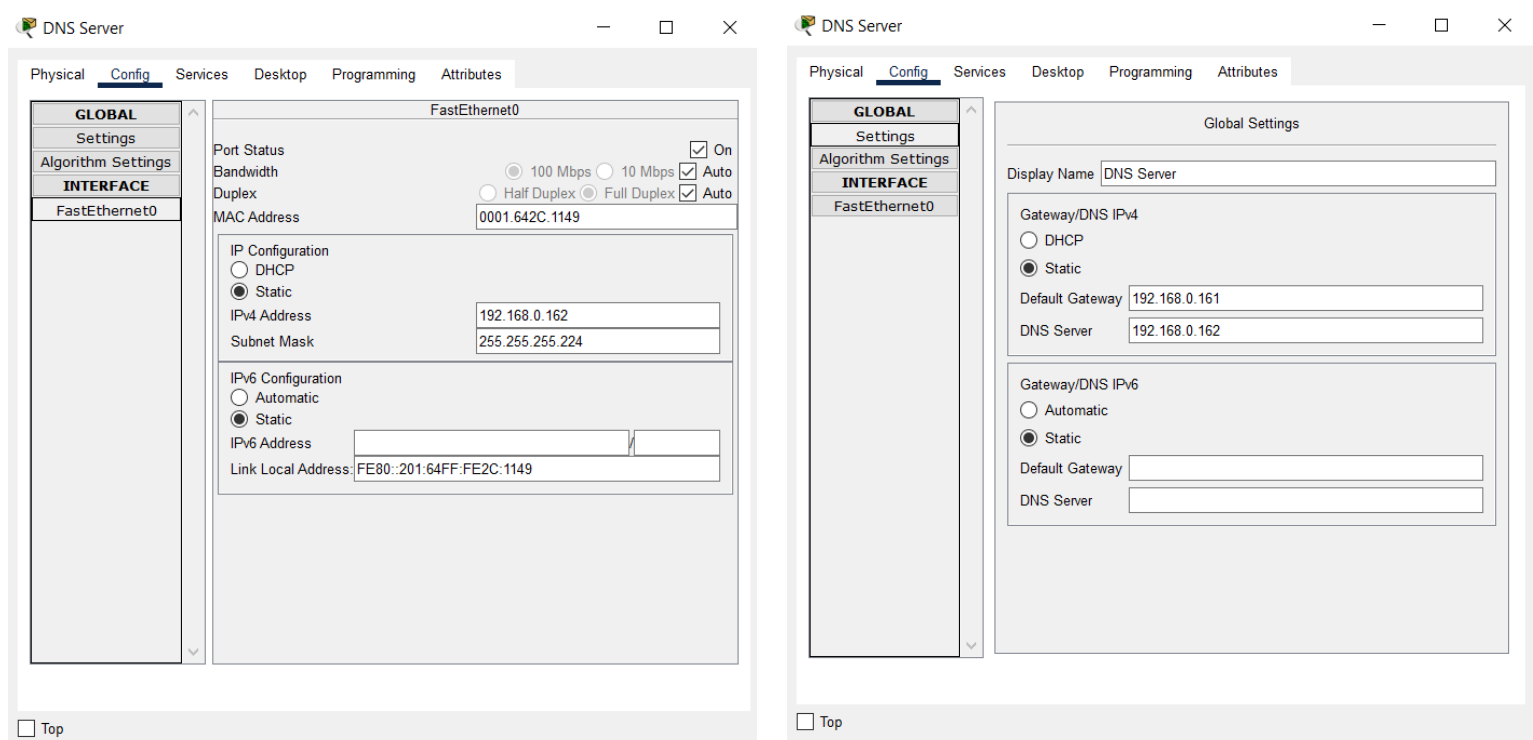 DNS Server
Physical Config Services Desktop Programming Attributes
GLOBAL
Settings
Algorithm Settings
INTERFACE
FastEthernet0
FastEthernet0
Port Status On
Bandwidth 100 Mbps 10 Mbps Auto
Duplex Half Duplex Full Duplex Auto
MAC Address 0001.642C.1149
IP Configuration
DHCP
Static
IPv4 Address 192.168.0.162
Subnet Mask 255.255.255.224
IPv6 Configuration
Automatic
Static
IPv6 Address /
Link Local Address: FE80::201:64FF:FE2C:1149
Top
DNS Server
Physical Config Services Desktop Programming Attributes
GLOBAL
Settings
Algorithm Settings
INTERFACE
FastEthernet0
Global Settings
Display Name DNS Server
Gateway/DNS IPv4
DHCP
Static
Default Gateway 192.168.0.161
DNS Server 192.168.0.162
Gateway/DNS IPv6
Automatic
Static
Default Gateway
DNS Server
Top